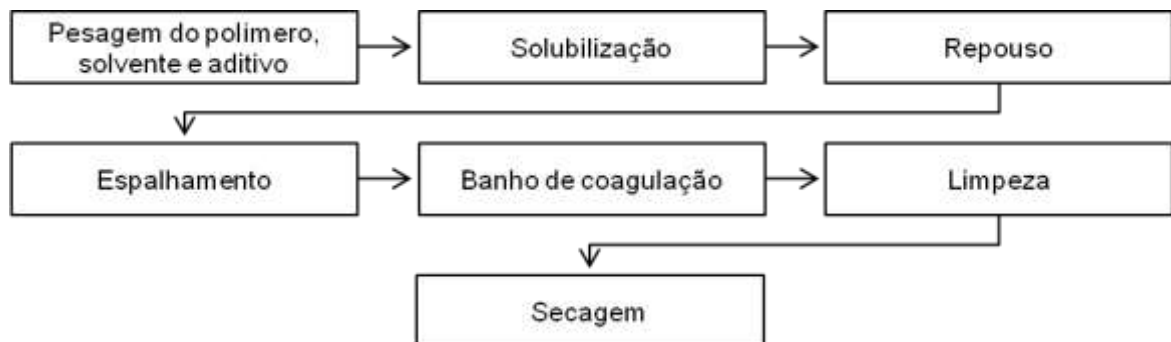 Pesagem do polímero,
solvente e aditivo
Solubilização
Repouso
Espalhamento
Banho de coagulação
Limpeza
Secagem